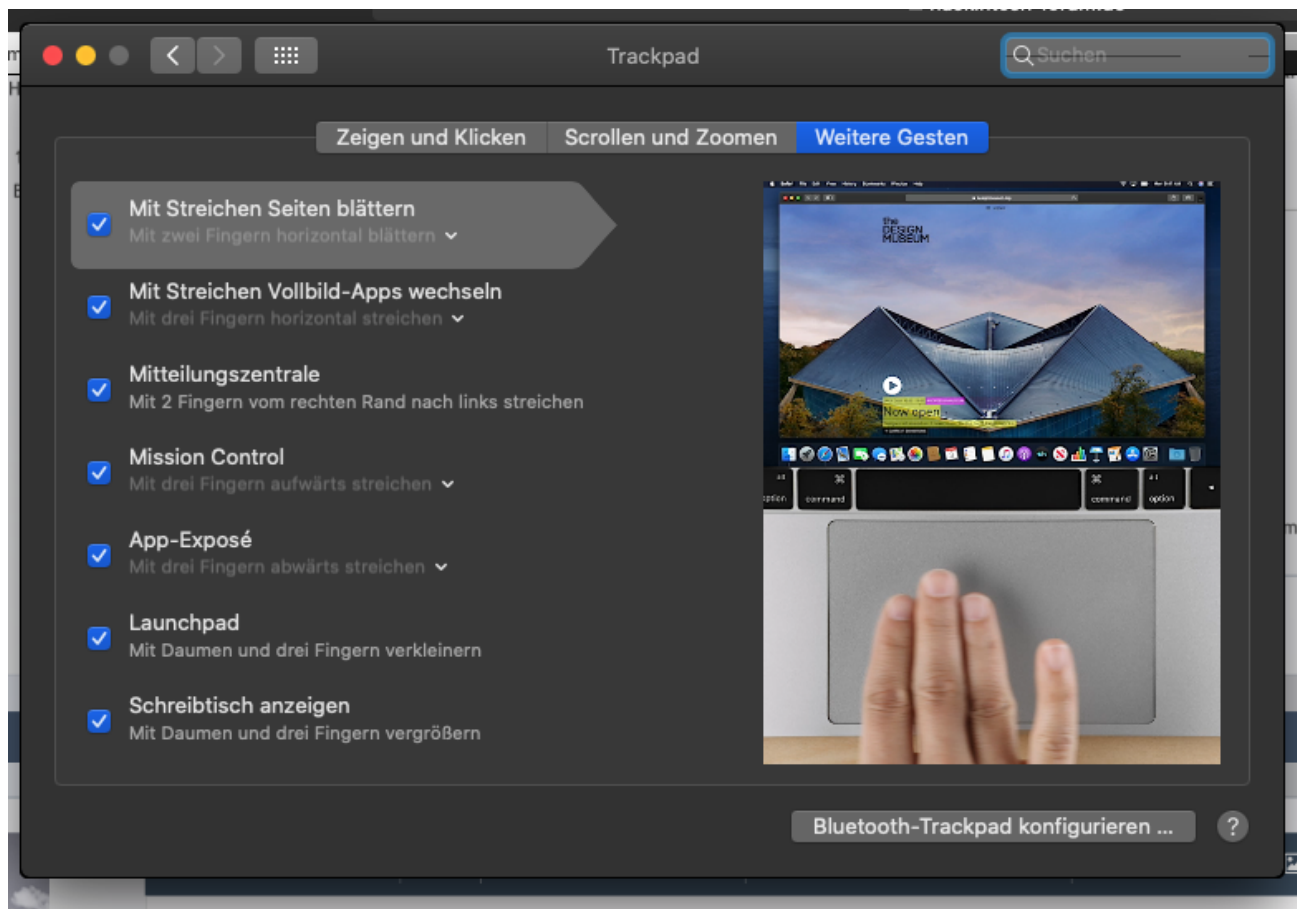 Trackpad
Suchen
Zeigen und Klicken
Scrollen und Zoomen
Weitere Gesten
Mit Streichen Seiten blättern
Mit zwei Fingern horizontal blättern
Mit Streichen Vollbild-Apps wechseln
Mit drei Fingern horizontal streichen
Mitteilungszentrale
Mit 2 Fingern vom rechten Rand nach links streichen
Mission Control
Mit drei Fingern aufwärts streichen
App-Exposé
Mit drei Fingern abwärts streichen
Launchpad
Mit Daumen und drei Fingern verkleinern
Schreibtisch anzeigen
Mit Daumen und drei Fingern vergrößern
the
DESIGN
MUSEUM
Now open
command
command
option
Bluetooth-Trackpad konfigurieren ...
?